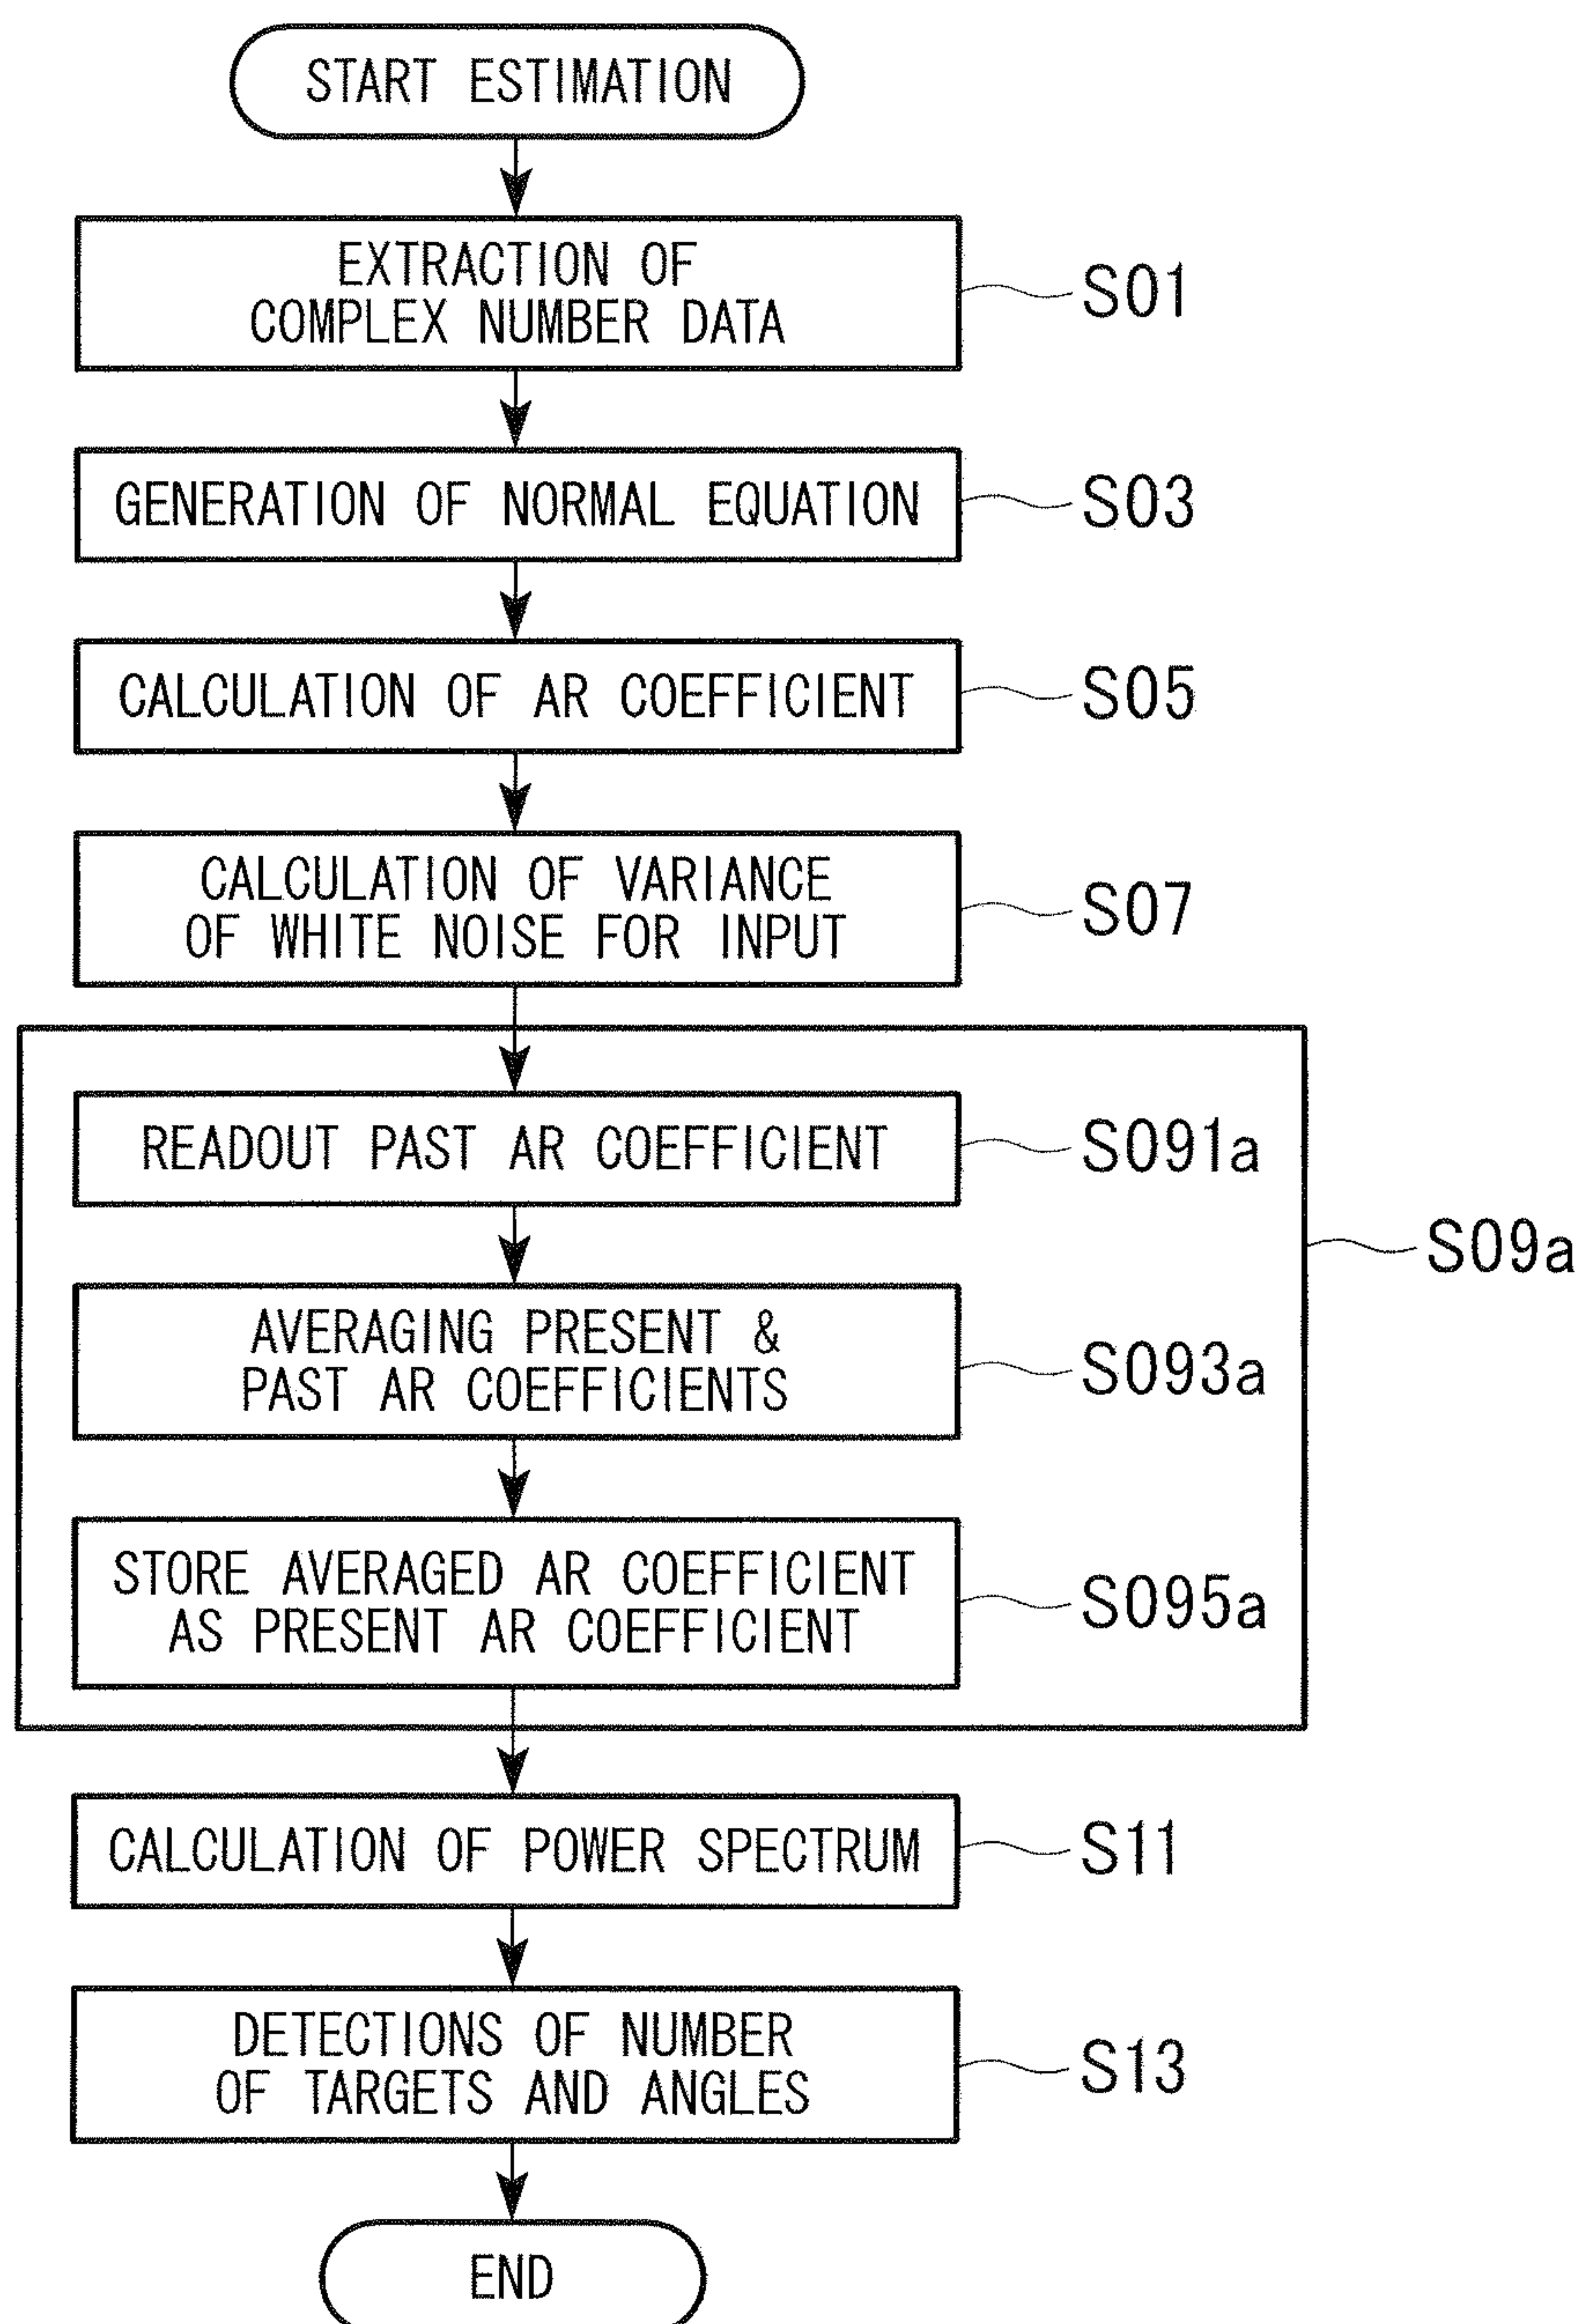 START ESTIMATION
EXTRACTION OF
COMPLEX NUMBER DATA
S01
GENERATION OF NORMAL EQUATION
S03
CALCULATION OF AR COEFFICIENT
S05
CALCULATION OF VARIANCE
OF WHITE NOISE FOR INPUT
S07
READOUT PAST AR COEFFICIENT
S091a
S09a
AVERAGING PRESENT &
PAST AR COEFFICIENTS
S093a
STORE AVERAGED AR COEFFICIENT
AS PRESENT AR COEFFICIENT
S095a
CALCULATION OF POWER SPECTRUM
S11
DETECTIONS OF NUMBER
OF TARGETS AND ANGLES
S13
END